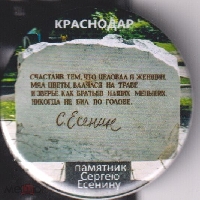 КРАСНОДАР
СЧАСТЛИВ ТЕМ, ЧТО ЦЕЛОВАЛ Я ЖЕНЩИН,
МЯЛ ЦВЕТЫ, ВАЛЯЛСЯ НА ТРАВЕ
И ЗВЕРЬЕ КАК БРАТЬЕВ НАШИХ МЕНЬШИХ
НИКОГДА НЕ БИЛ ПО ГОЛОВЕ.
С. Есенин
памятник
Сергею
Есенину